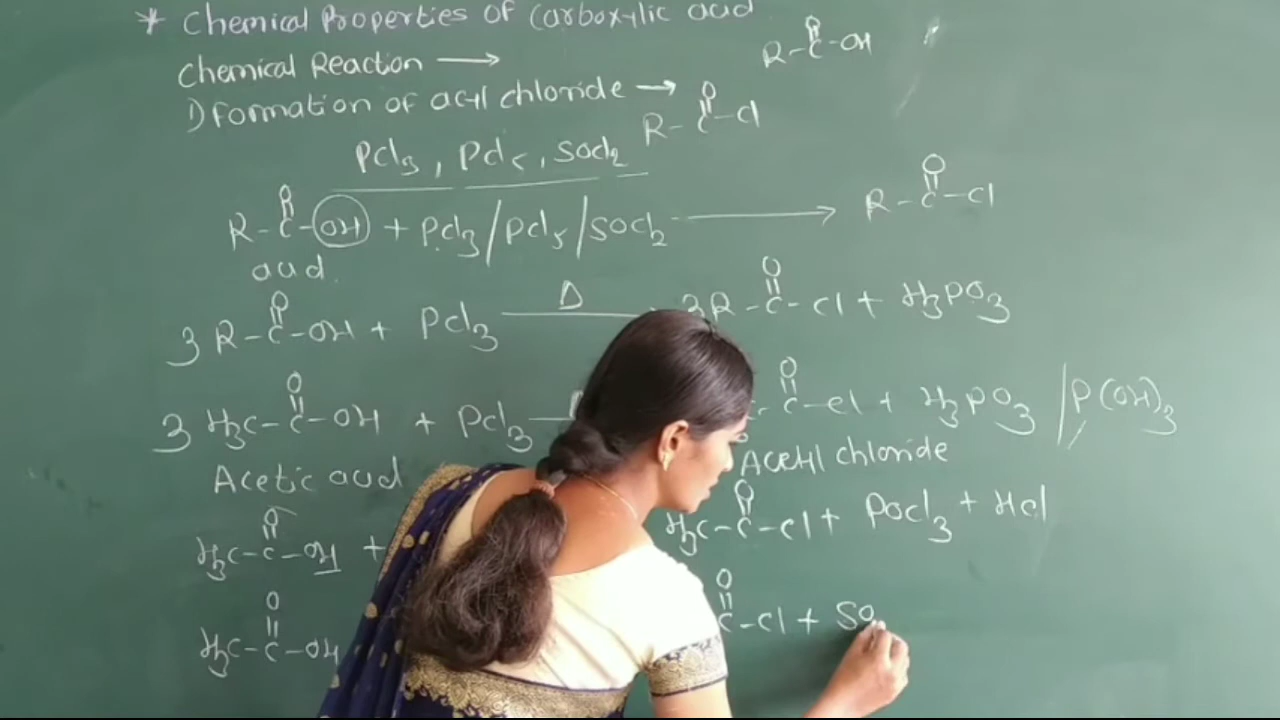 * Chemical Properties of Carboxylic acid
Chemical Reaction ⟶ R-C(=O)-OH
1) Formation of acyl chloride → R-C(=O)-Cl
PCl3, PCl5, SOCl2
R-C(=O)-OH + PCl3/PCl5/SOCl2 ⟶ R-C(=O)-Cl
acid.
3 R-C(=O)-OH + PCl3 Δ 3R-C(=O)-Cl + H3PO3
3 H3C-C(=O)-OH + PCl3 C(=O)-Cl + H3PO3 / P(OH)3
Acetic acid Acetyl chloride
H3C-C(=O)-OH + H3C-C(=O)-Cl + POCl3 + HCl
H3C-C(=O)-OH C(=O)-Cl + SO